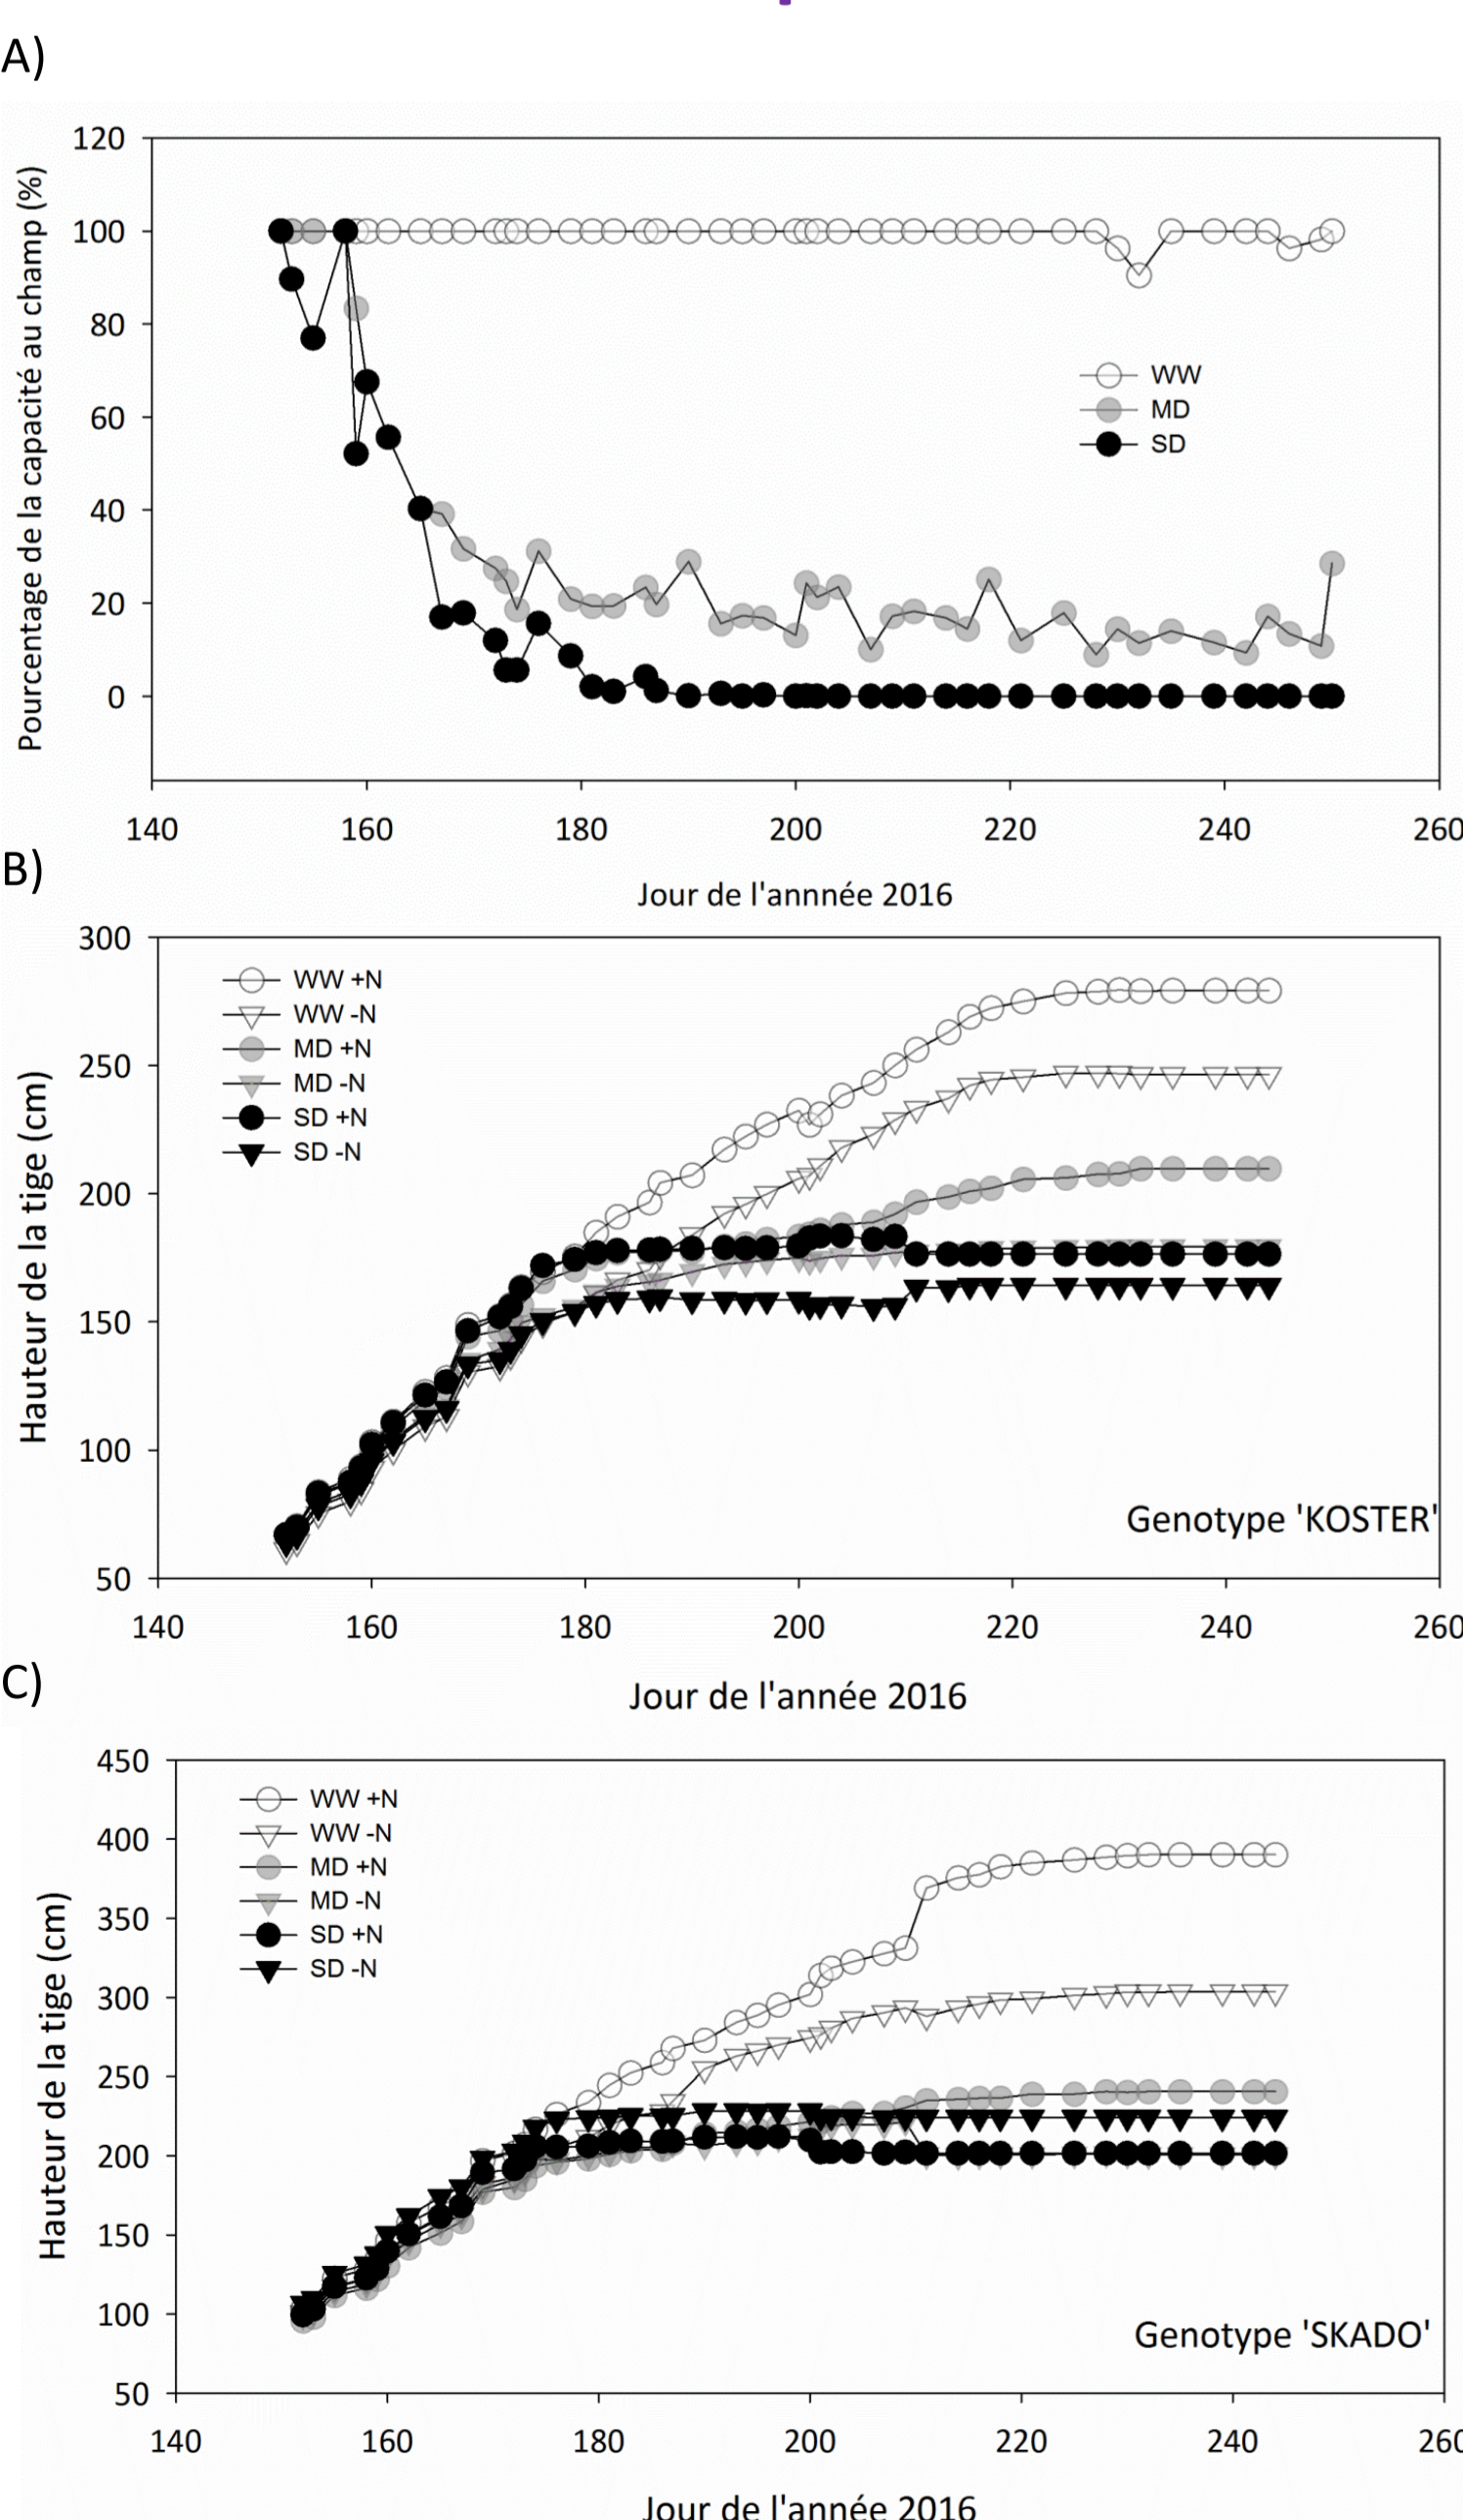 A)
Pourcentage de la capacité au champ (%)
120
100
80
60
40
20
0
WW
MD
SD
140 160 180 200 220 240 260
Jour de l'annnée 2016
B)
Hauteur de la tige (cm)
300
250
200
150
100
50
WW +N
WW -N
MD +N
MD -N
SD +N
SD -N
Genotype 'KOSTER'
140 160 180 200 220 240 260
Jour de l'année 2016
C)
Hauteur de la tige (cm)
450
400
350
300
250
200
150
100
50
WW +N
WW -N
MD +N
MD -N
SD +N
SD -N
Genotype 'SKADO'
140 160 180 200 220 240 260
Jour de l'année 2016